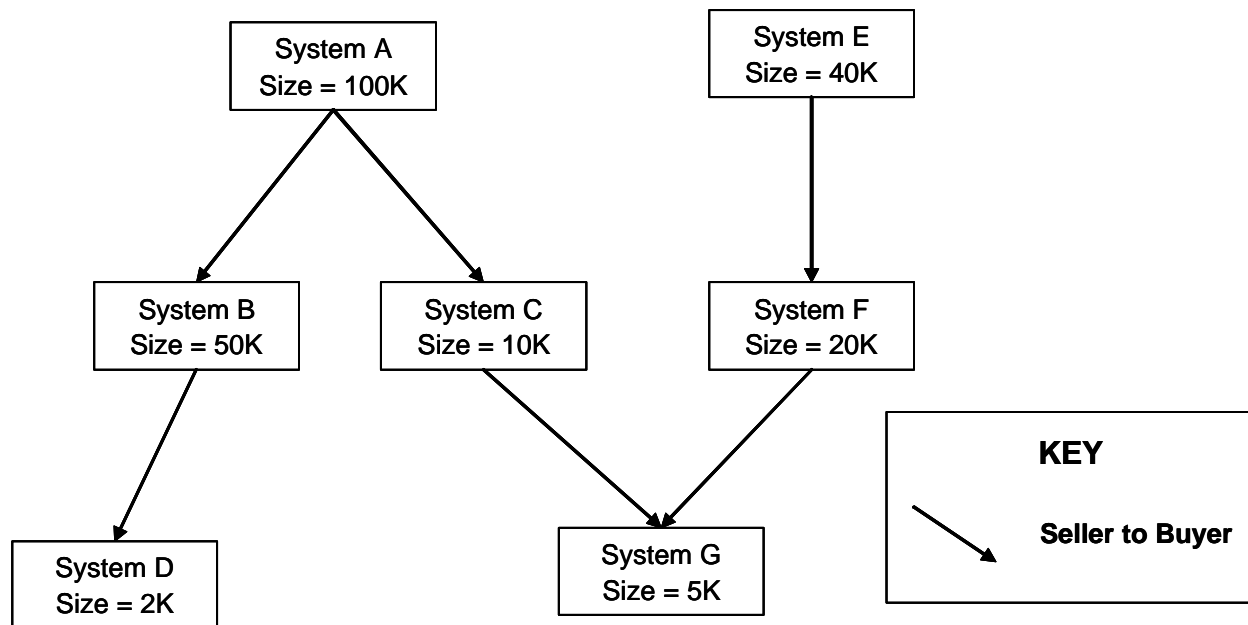 System A
Size = 100K
System E
Size = 40K
System B
Size = 50K
System C
Size = 10K
System F
Size = 20K
KEY
Seller to Buyer
System D
Size = 2K
System G
Size = 5K